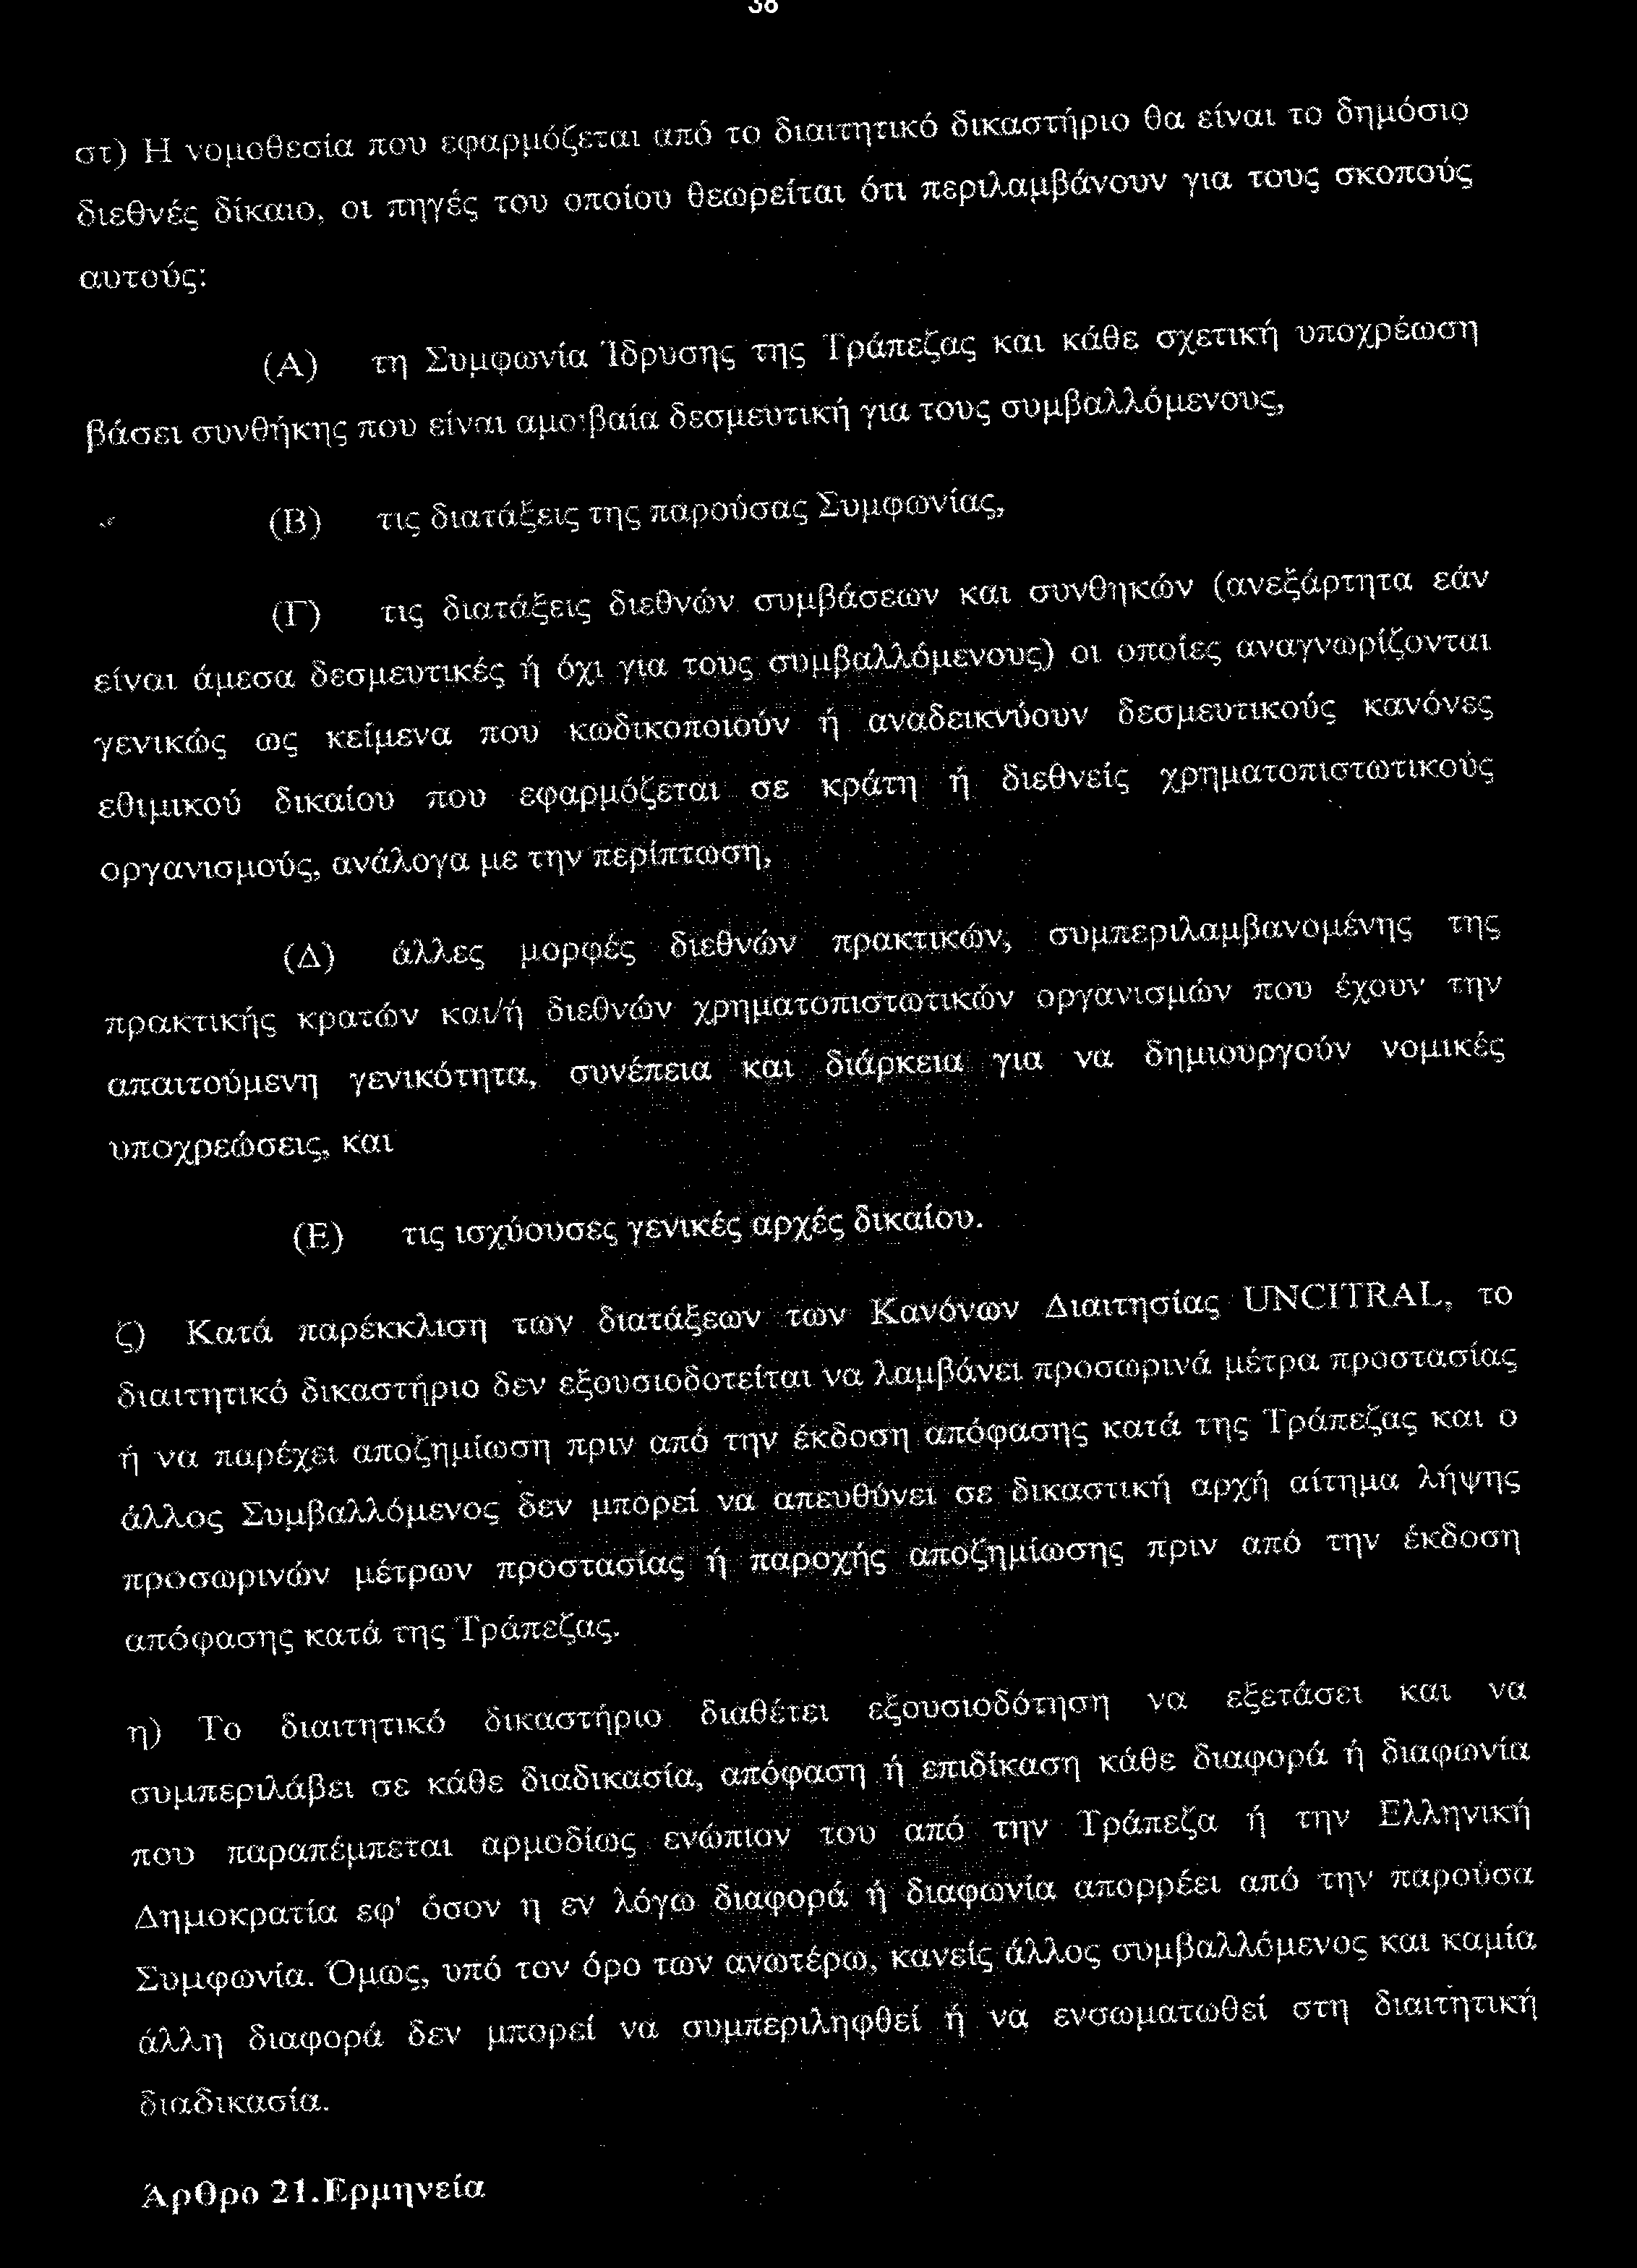 38
στ) Η νομοθεσία που εφαρμόζεται από το διαιτητικό δικαστήριο θα είναι το δημόσιο
διεθνές δίκαιο, οι πηγές του οποίου θεωρείται ότι περιλαμβάνουν για τους σκοπούς
αυτούς:
(Α) τη Συμφωνία Ίδρυσης της Τράπεζας και κάθε σχετική υποχρέωση
βάσει συνθήκης που είναι αμοιβαία δεσμευτική για τους συμβαλλόμενους,
(Β) τις διατάξεις της παρούσας Συμφωνίας,
(Γ) τις διατάξεις διεθνών συμβάσεων και συνθηκών (ανεξάρτητα εάν
είναι άμεσα δεσμευτικές ή όχι για τους συμβαλλόμενους) οι οποίες αναγνωρίζονται
γενικώς ως κείμενα που κωδικοποιούν ή αναδεικνύουν δεσμευτικούς κανόνες
εθιμικού δικαίου που εφαρμόζεται σε κράτη ή διεθνείς χρηματοπιστωτικούς
οργανισμούς, ανάλογα με την περίπτωση,
(Δ) άλλες μορφές διεθνών πρακτικών, συμπεριλαμβανομένης της
πρακτικής κρατών και/ή διεθνών χρηματοπιστωτικών οργανισμών που έχουν την
απαιτούμενη γενικότητα, συνέπεια και διάρκεια για να δημιουργούν νομικές
υποχρεώσεις, και
(Ε) τις ισχύουσες γενικές αρχές δικαίου.
ζ) Κατά παρέκκλιση των διατάξεων των Κανόνων Διαιτησίας UNCITRAL, το
διαιτητικό δικαστήριο δεν εξουσιοδοτείται να λαμβάνει προσωρινά μέτρα προστασίας
ή να παρέχει αποζημίωση πριν από την έκδοση απόφασης κατά της Τράπεζας και ο
άλλος Συμβαλλόμενος δεν μπορεί να απευθύνει σε δικαστική αρχή αίτημα λήψης
προσωρινών μέτρων προστασίας ή παροχής αποζημίωσης πριν από την έκδοση
απόφασης κατά της Τράπεζας.
η) Το διαιτητικό δικαστήριο διαθέτει εξουσιοδότηση να εξετάσει και να
συμπεριλάβει σε κάθε διαδικασία, απόφαση ή επιδίκαση κάθε διαφορά ή διαφωνία
που παραπέμπεται αρμοδίως ενώπιον του από την Τράπεζα ή την Ελληνική
Δημοκρατία εφ' όσον η εν λόγω διαφορά ή διαφωνία απορρέει από την παρούσα
Συμφωνία. Όμως, υπό τον όρο των ανωτέρω, κανείς άλλος συμβαλλόμενος και καμία
άλλη διαφορά δεν μπορεί να συμπεριληφθεί ή να ενσωματωθεί στη διαιτητική
διαδικασία.
Άρθρο 21.Ερμηνεία